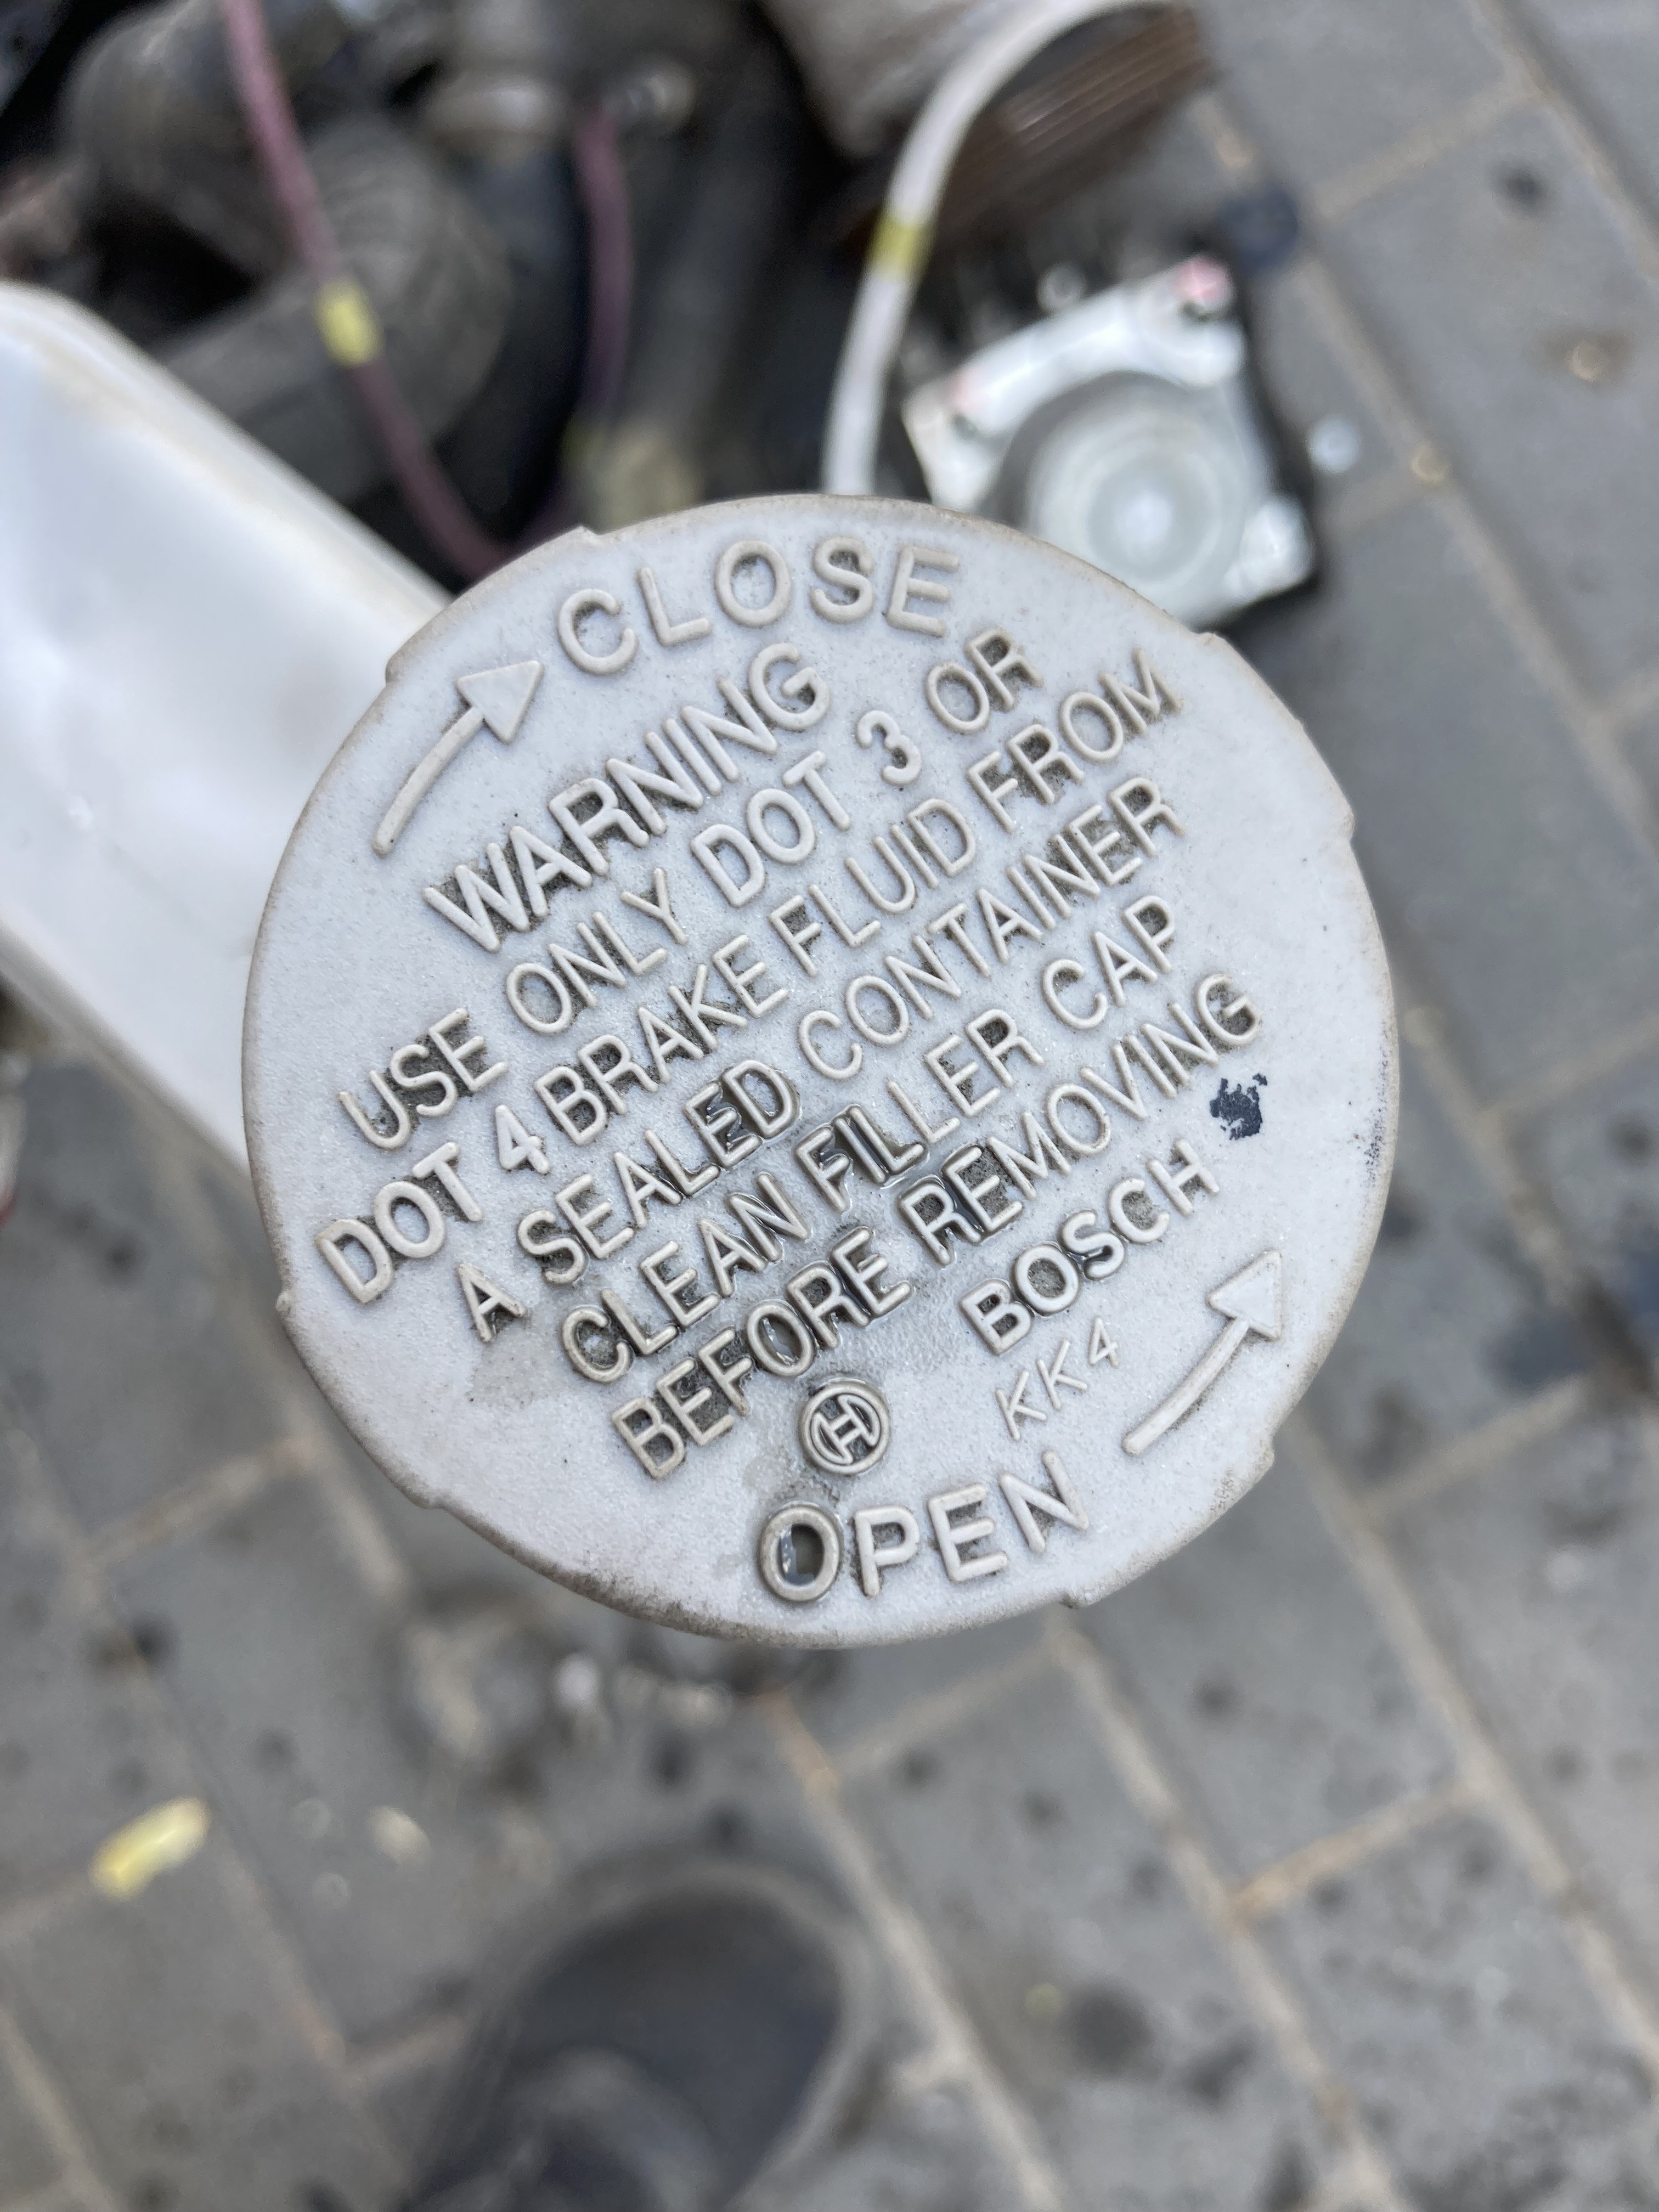 CLOSE
WARNING
USE ONLY DOT 3 OR
DOT 4 BRAKE FLUID FROM
A SEALED CONTAINER
CLEAN FILLER CAP
BEFORE REMOVING
BOSCH
KK4
OPEN